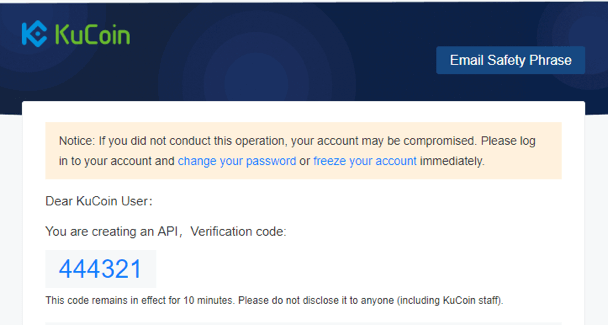 KuCoin
Email Safety Phrase
Notice: If you did not conduct this operation, your account may be compromised. Please log
in to your account and change your password or freeze your account immediately.
Dear KuCoin User：
You are creating an API，Verification code:
444321
This code remains in effect for 10 minutes. Please do not disclose it to anyone (including KuCoin staff).